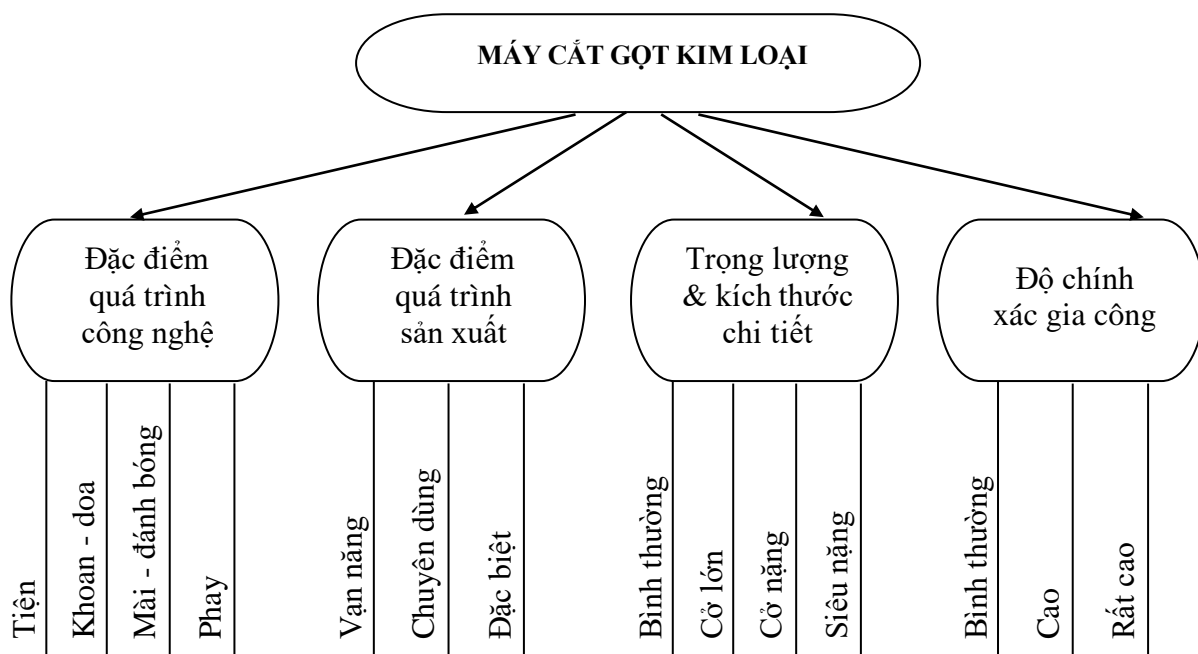 MÁY CẮT GỌT KIM LOẠI
Đặc điểm
quá trình
công nghệ
Đặc điểm
quá trình
sản xuất
Trọng lượng
& kích thước
chi tiết
Độ chính
xác gia công
Tiện
Khoan - doa
Mài - đánh bóng
Phay
Vạn năng
Chuyên dùng
Đặc biệt
Bình thường
Cở lớn
Cở nặng
Siêu nặng
Bình thường
Cao
Rất cao